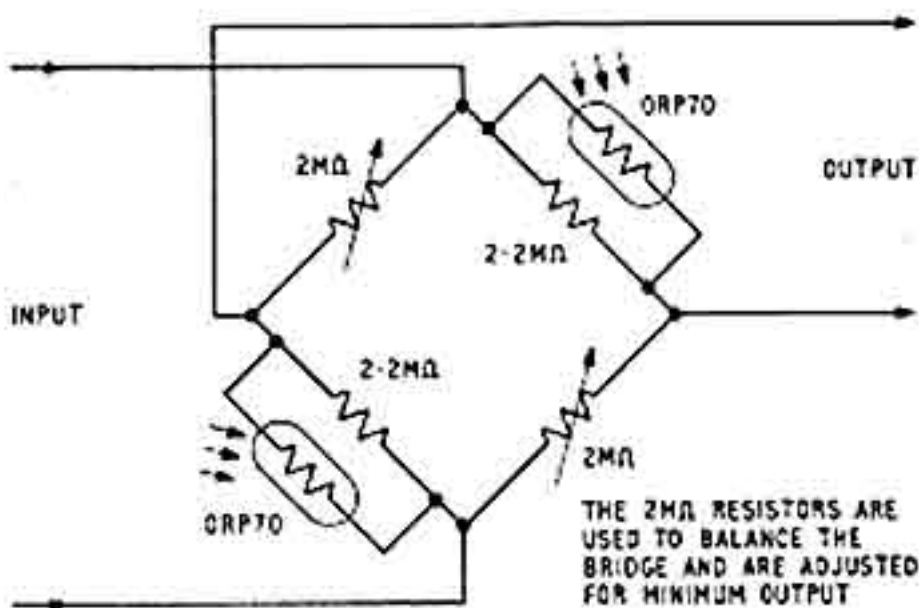 ORP70
2MΩ
OUTPUT
2-2MΩ
INPUT
2-2MΩ
2MΩ
ORP70
THE 2MΩ RESISTORS ARE
USED TO BALANCE THE
BRIDGE AND ARE ADJUSTED
FOR MINIMUM OUTPUT